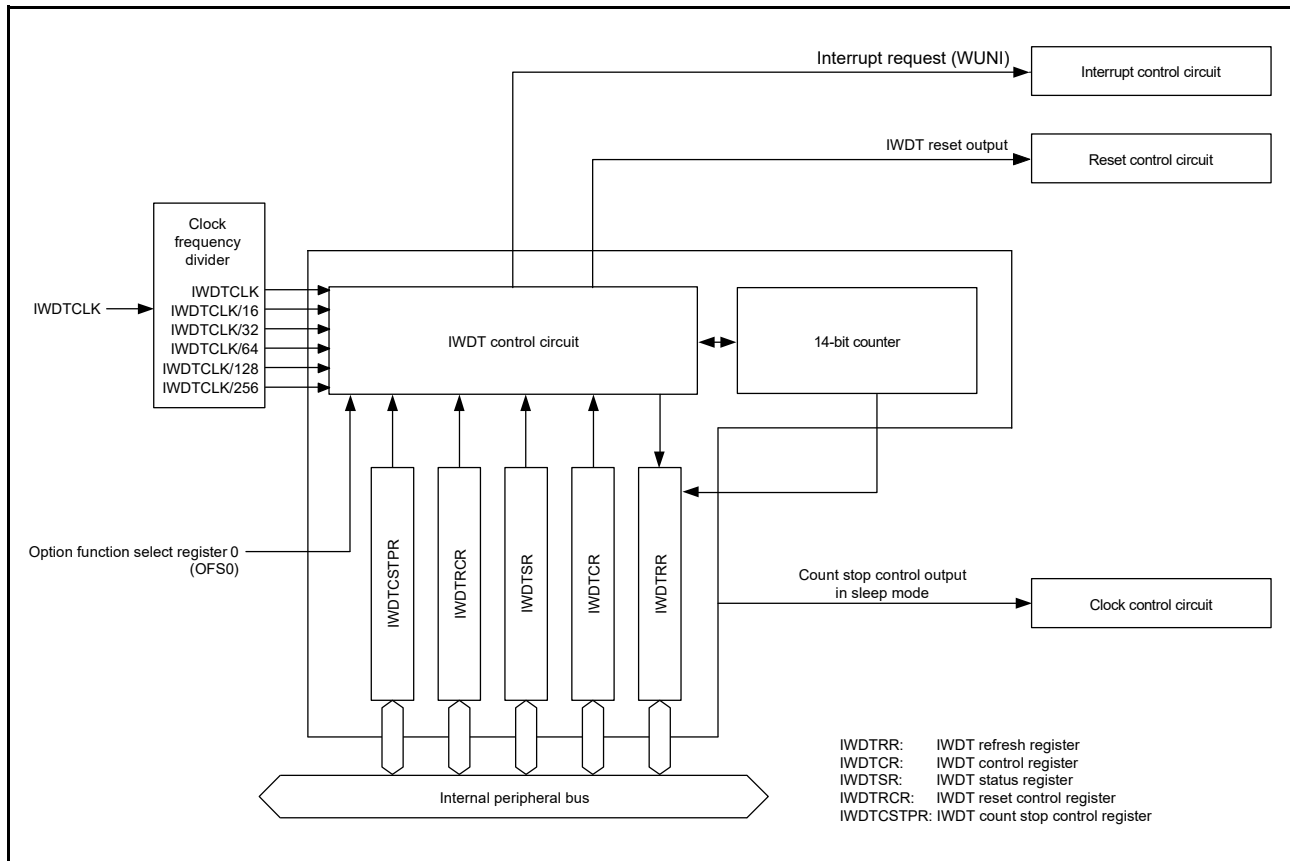 Interrupt request (WUNI)
Interrupt control circuit
IWDT reset output
Reset control circuit
Clock
frequency
divider
IWDTCLK
IWDTCLK
IWDTCLK/16
IWDTCLK/32
IWDTCLK/64
IWDTCLK/128
IWDTCLK/256
IWDT control circuit
14-bit counter
Option function select register 0
(OFS0)
IWDTCSTPR
IWDTRCR
IWDTSR
IWDTCR
IWDTRR
Count stop control output
in sleep mode
Clock control circuit
Internal peripheral bus
IWDTRR: IWDT refresh register
IWDTCR: IWDT control register
IWDTSR: IWDT status register
IWDTRCR: IWDT reset control register
IWDTCSTPR: IWDT count stop control register